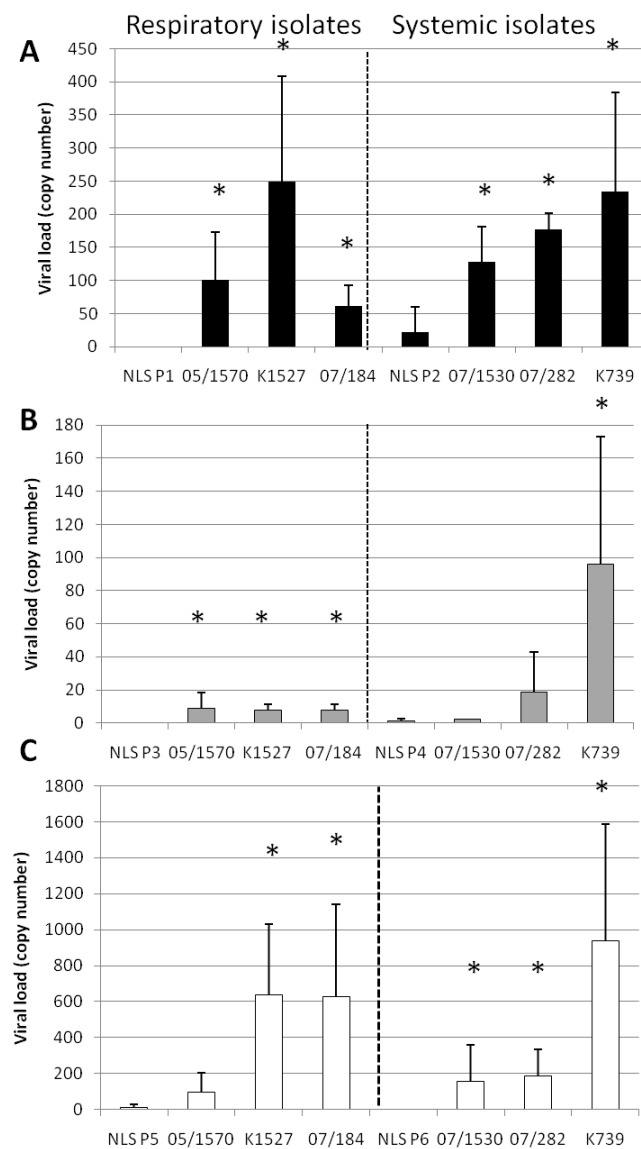 Respiratory isolates Systemic isolates
A
450
400
350
300
250
200
150
100
50
0
Viral load (copy number)
* * * * * *
NLS P1 05/1570 K1527 07/184 NLS P2 07/1530 07/282 K739
B
180
160
140
120
100
80
60
40
20
0
Viral load (copy number)
* * * *
NLS P3 05/1570 K1527 07/184 NLS P4 07/1530 07/282 K739
C
1800
1600
1400
1200
1000
800
600
400
200
0
Viral load (copy number)
* * * * *
NLS P5 05/1570 K1527 07/184 NLS P6 07/1530 07/282 K739